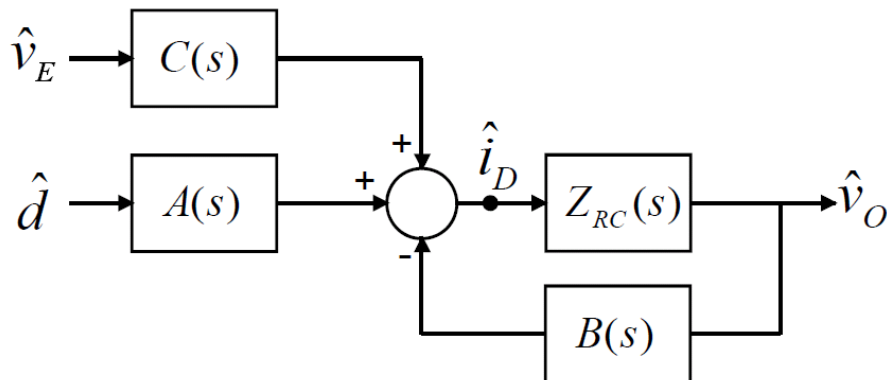 v̂_E
C(s)
+
î_D
d̂
A(s)
+
Z_RC(s)
v̂_O
-
B(s)